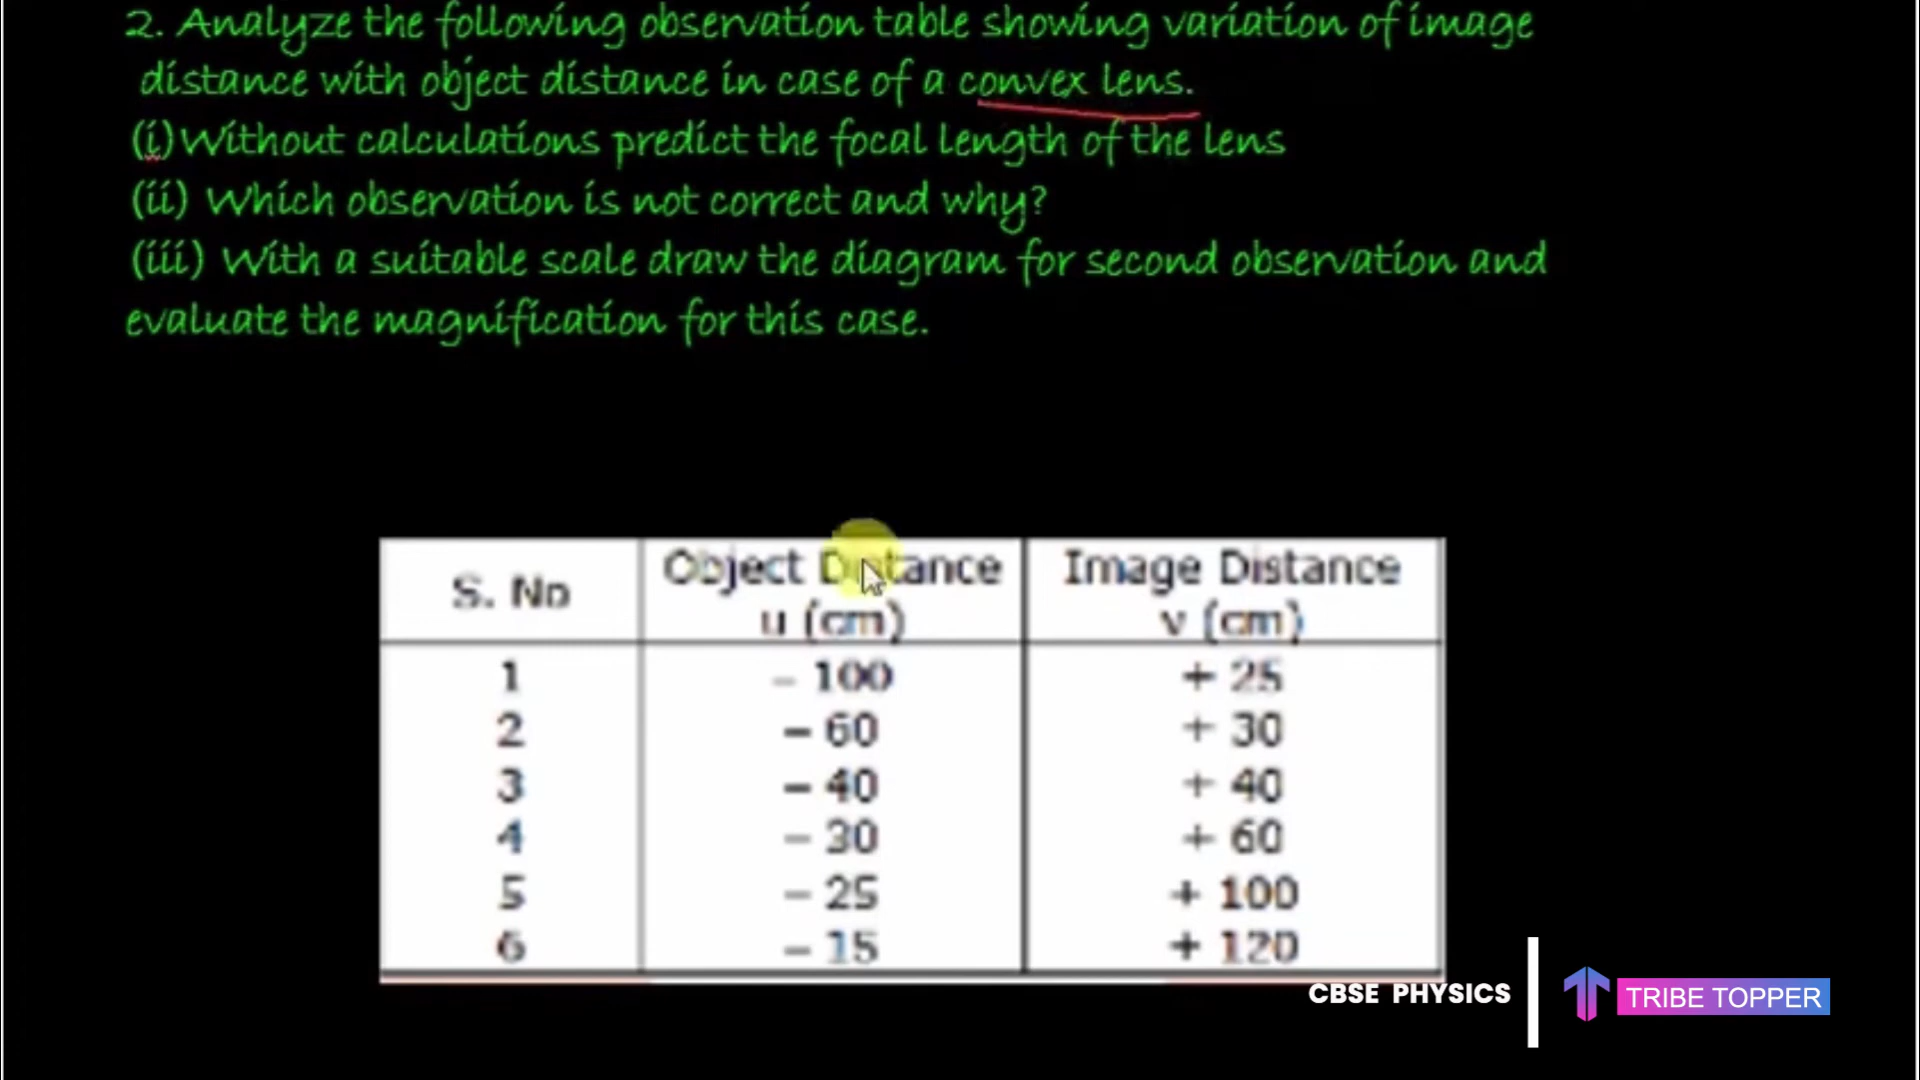 2. Analyze the following observation table showing variation of image
distance with object distance in case of a convex lens.
(i)Without calculations predict the focal length of the lens
(ii) Which observation is not correct and why?
(iii) With a suitable scale draw the diagram for second observation and
evaluate the magnification for this case.
S. No Object Distance u (cm) Image Distance v (cm)
1 – 100 + 25
2 – 60 + 30
3 – 40 + 40
4 – 30 + 60
5 – 25 + 100
6 – 15 + 120
CBSE PHYSICS
TRIBE TOPPER